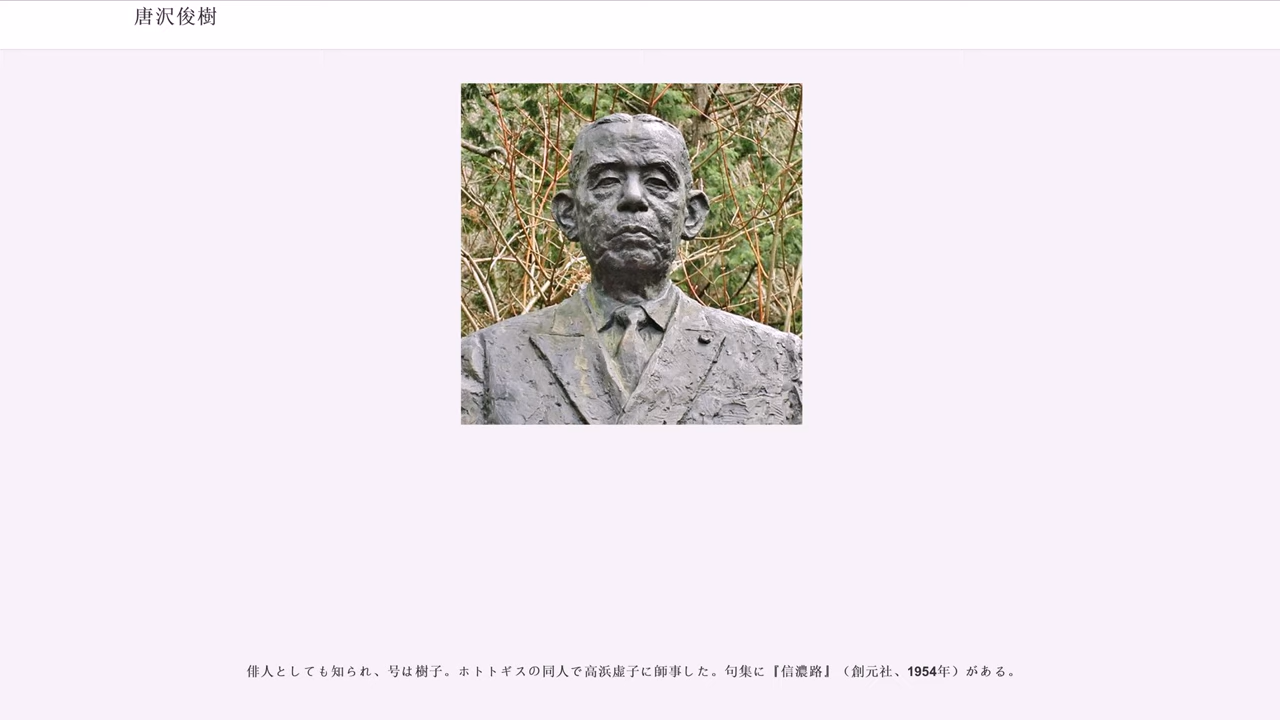 唐沢俊樹
俳人としても知られ、号は樹子。ホトトギスの同人で高浜虚子に師事した。句集に『信濃路』（創元社、1954年）がある。